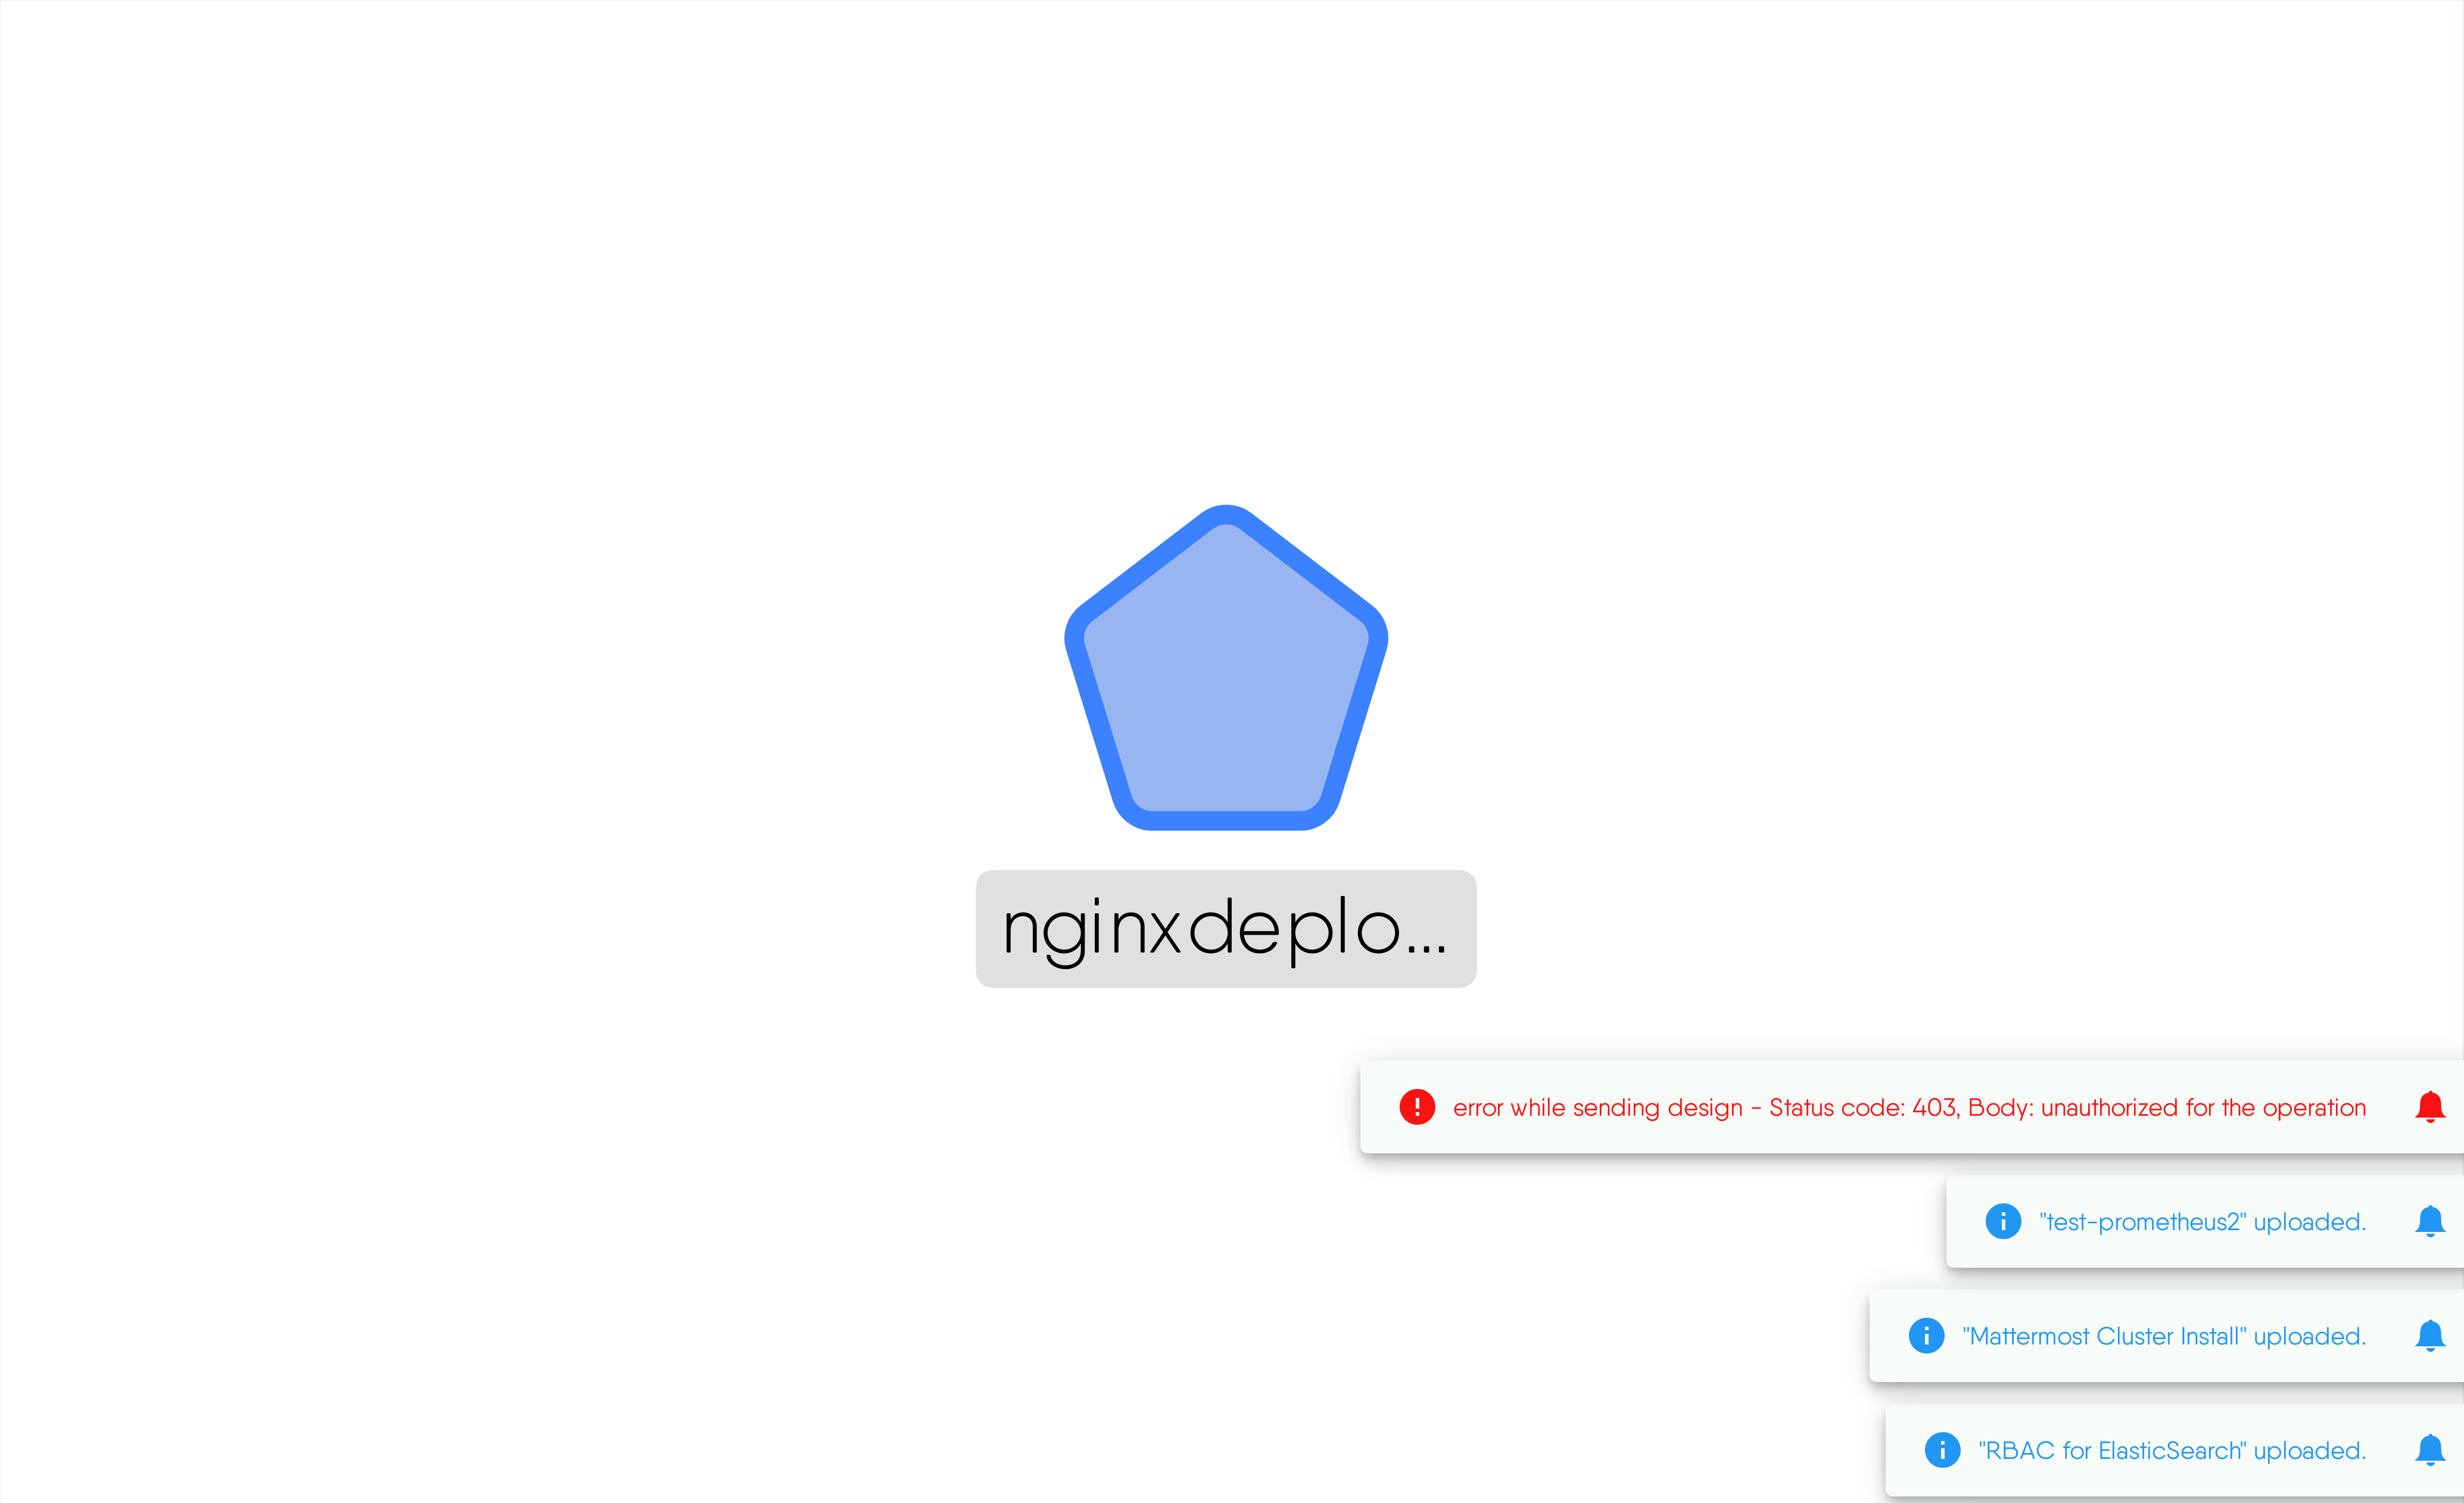 nginxdeplo...
error while sending design - Status code: 403, Body: unauthorized for the operation
"test-prometheus2" uploaded.
"Mattermost Cluster Install" uploaded.
"RBAC for ElasticSearch" uploaded.